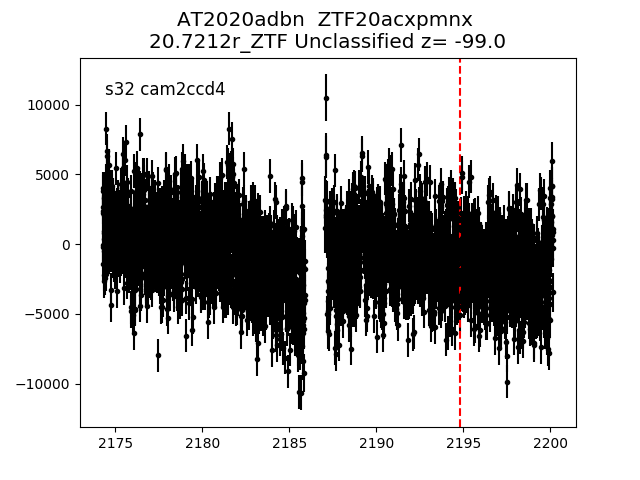 AT2020adbn  ZTF20acxpmnx
20.7212r_ZTF Unclassified z= -99.0
s32 cam2ccd4
10000
5000
0
−5000
−10000
2175 2180 2185 2190 2195 2200